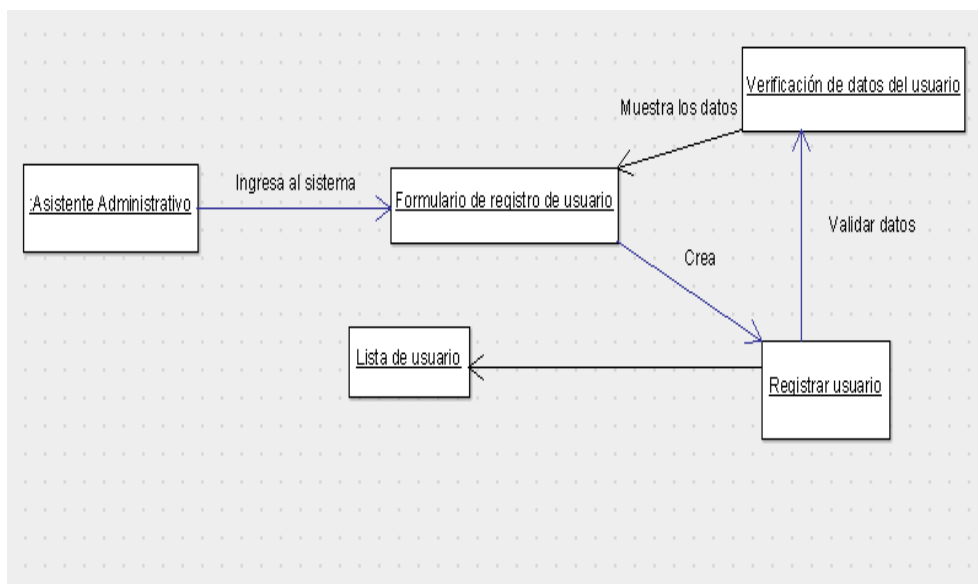 Verificación de datos del usuario
Muestra los datos
Ingresa al sistema
:Asistente Administrativo
Formulario de registro de usuario
Validar datos
Crea
Lista de usuario
Registrar usuario